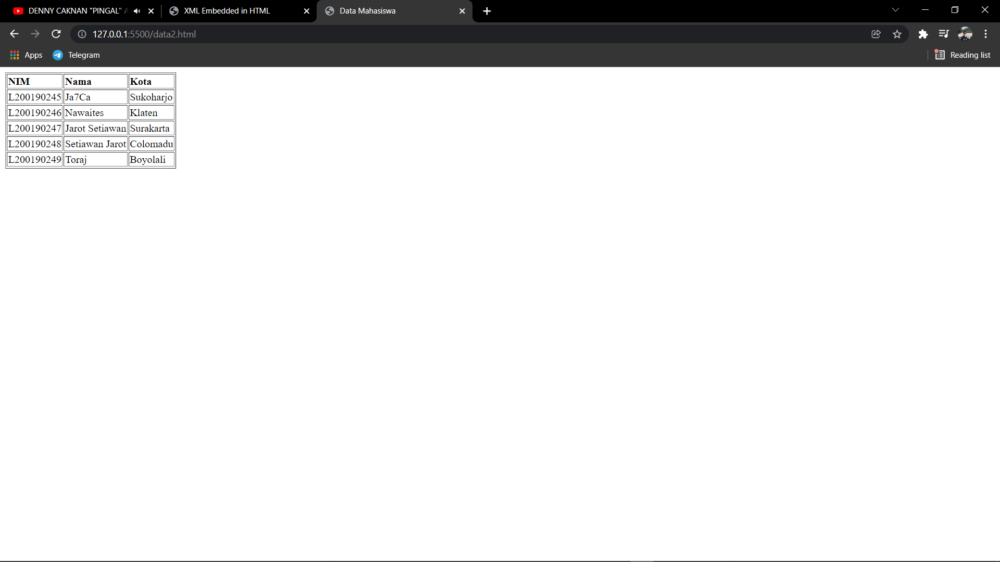 DENNY CAKNAN "PINGAL"
XML Embedded in HTML
Data Mahasiswa
127.0.0.1:5500/data2.html
Apps
Telegram
Reading list
NIM Nama Kota
L200190245 Ja7Ca Sukoharjo
L200190246 Nawaites Klaten
L200190247 Jarot Setiawan Surakarta
L200190248 Setiawan Jarot Colomadu
L200190249 Toraj Boyolali